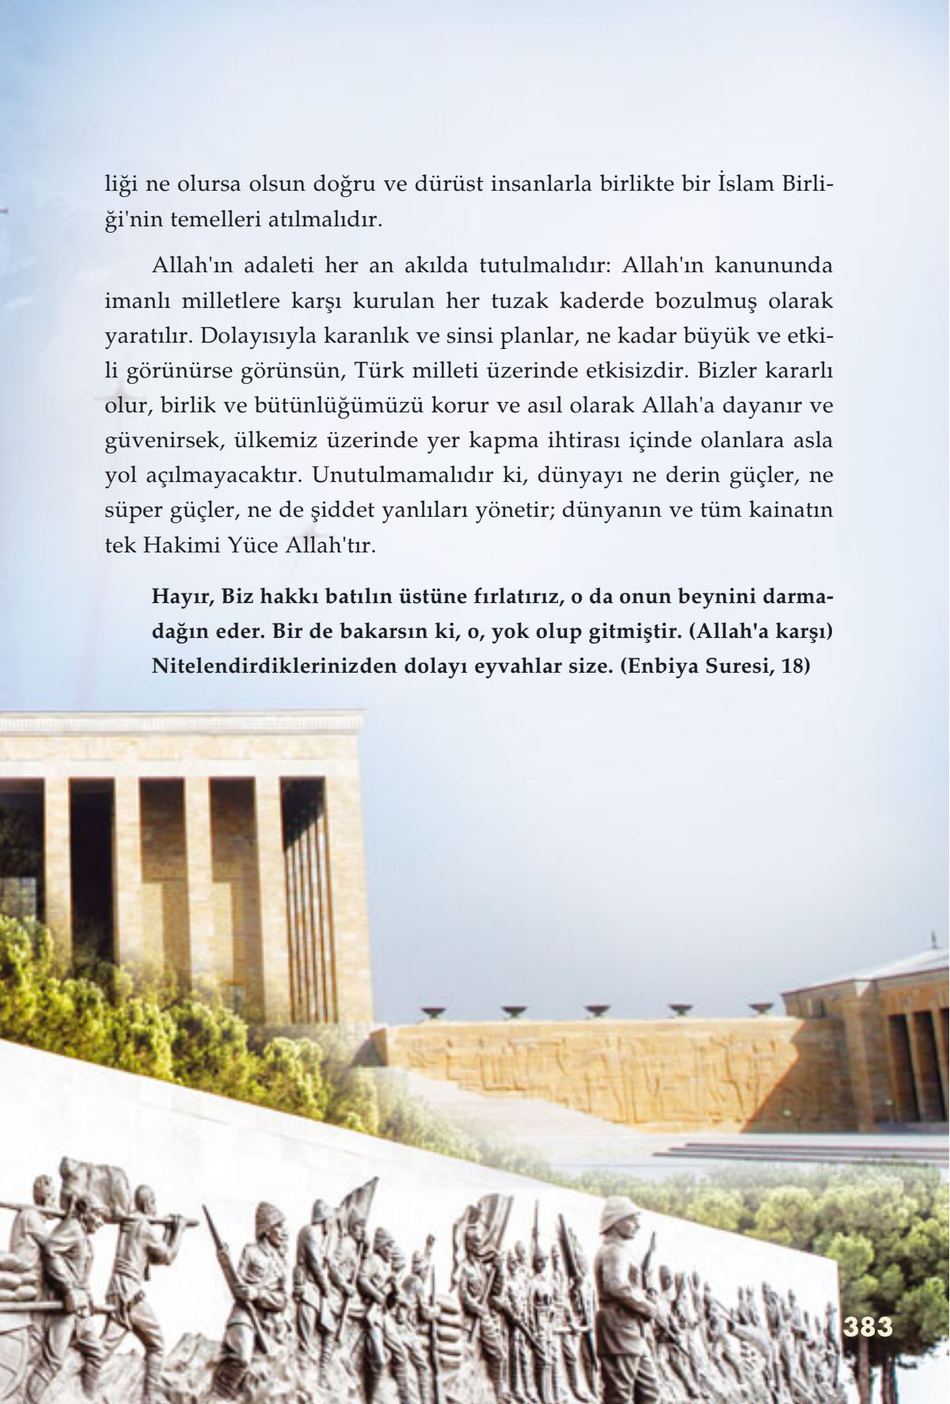 liği ne olursa olsun doğru ve dürüst insanlarla birlikte bir İslam Birli-
ği'nin temelleri atılmalıdır.
Allah'ın adaleti her an akılda tutulmalıdır: Allah'ın kanununda
imanlı milletlere karşı kurulan her tuzak kaderde bozulmuş olarak
yaratılır. Dolayısıyla karanlık ve sinsi planlar, ne kadar büyük ve etki-
li görünürse görünsün, Türk milleti üzerinde etkisizdir. Bizler kararlı
olur, birlik ve bütünlüğümüzü korur ve asıl olarak Allah'a dayanır ve
güvenirsek, ülkemiz üzerinde yer kapma ihtirası içinde olanlara asla
yol açılmayacaktır. Unutulmamalıdır ki, dünyayı ne derin güçler, ne
süper güçler, ne de şiddet yanlıları yönetir; dünyanın ve tüm kainatın
tek Hakimi Yüce Allah'tır.
Hayır, Biz hakkı batılın üstüne fırlatırız, o da onun beynini darma-
dağın eder. Bir de bakarsın ki, o, yok olup gitmiştir. (Allah'a karşı)
Nitelendirdiklerinizden dolayı eyvahlar size. (Enbiya Suresi, 18)
383